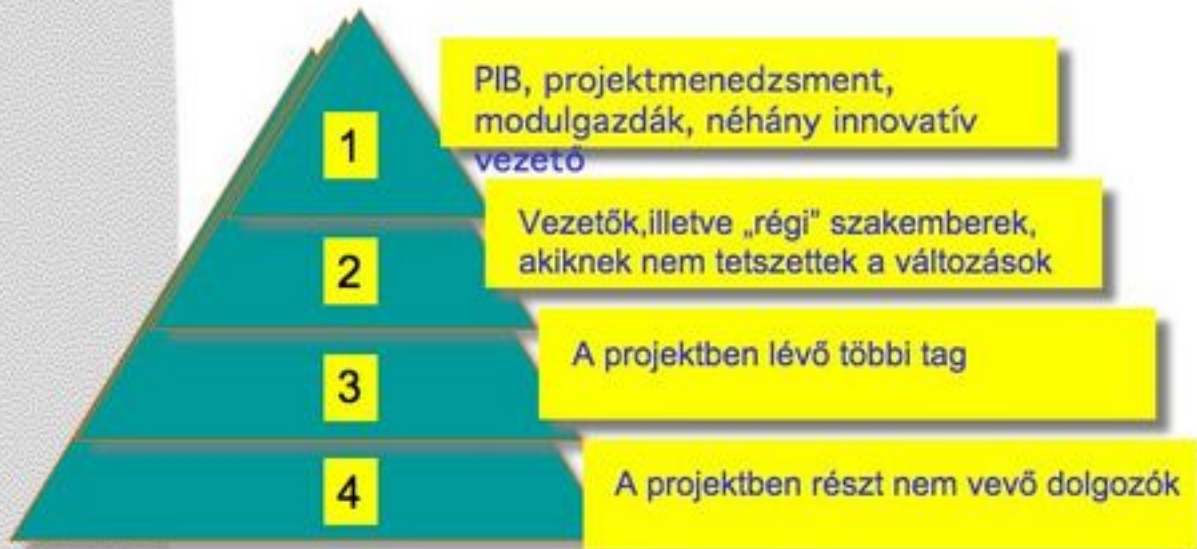 1
PIB, projektmenedzsment,
modulgazdák, néhány innovatív
vezető
2
Vezetők,illetve „régi” szakemberek,
akiknek nem tetszettek a változások
3
A projektben lévő többi tag
4
A projektben részt nem vevő dolgozók